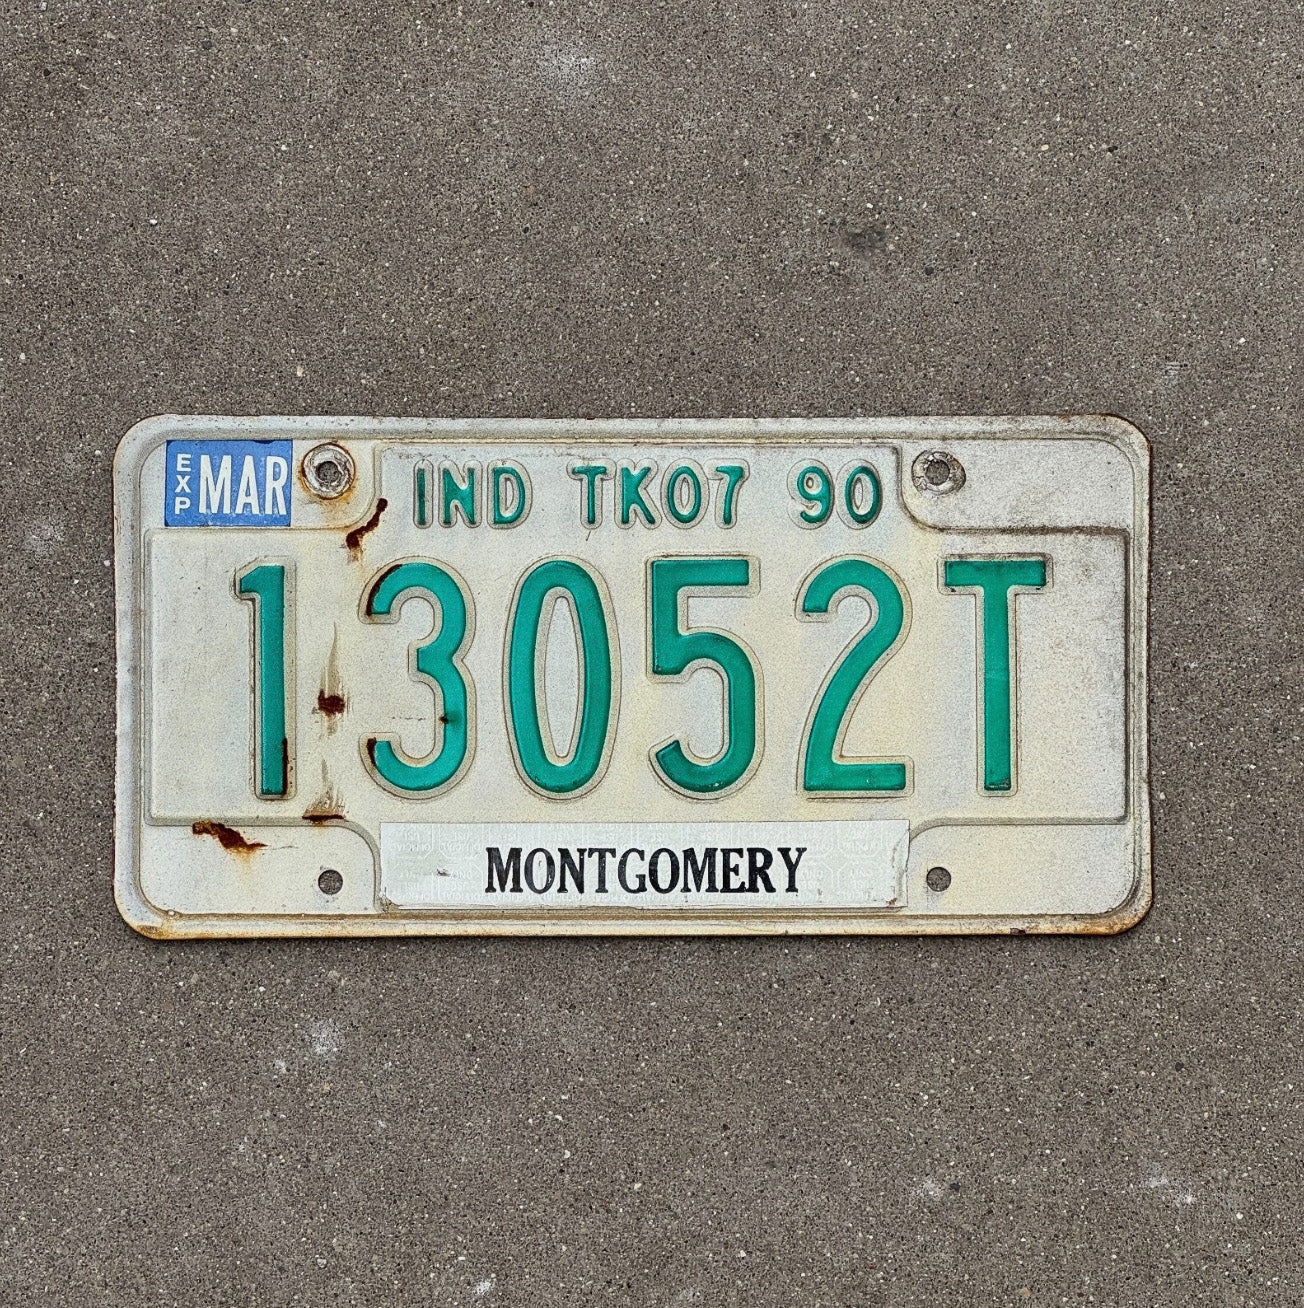 EXP MAR IND TK07 90
13052T
MONTGOMERY